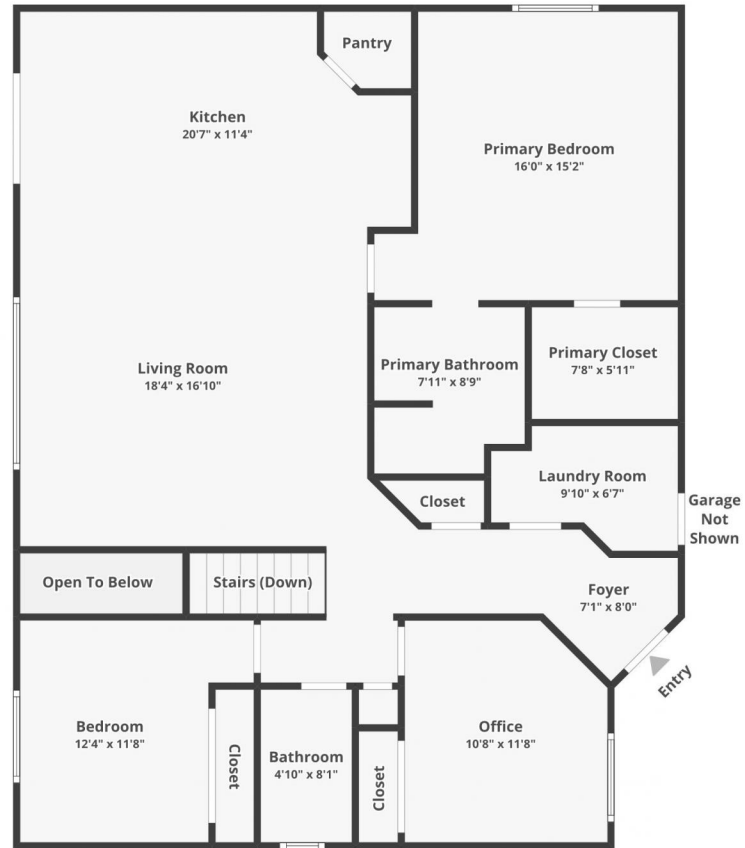 Pantry
Kitchen
20'7" x 11'4"
Primary Bedroom
16'0" x 15'2"
Living Room
18'4" x 16'10"
Primary Bathroom
7'11" x 8'9"
Primary Closet
7'8" x 5'11"
Laundry Room
9'10" x 6'7"
Garage
Not
Shown
Closet
Open To Below
Stairs (Down)
Foyer
7'1" x 8'0"
Entry
Bedroom
12'4" x 11'8"
Closet
Bathroom
4'10" x 8'1"
Closet
Office
10'8" x 11'8"